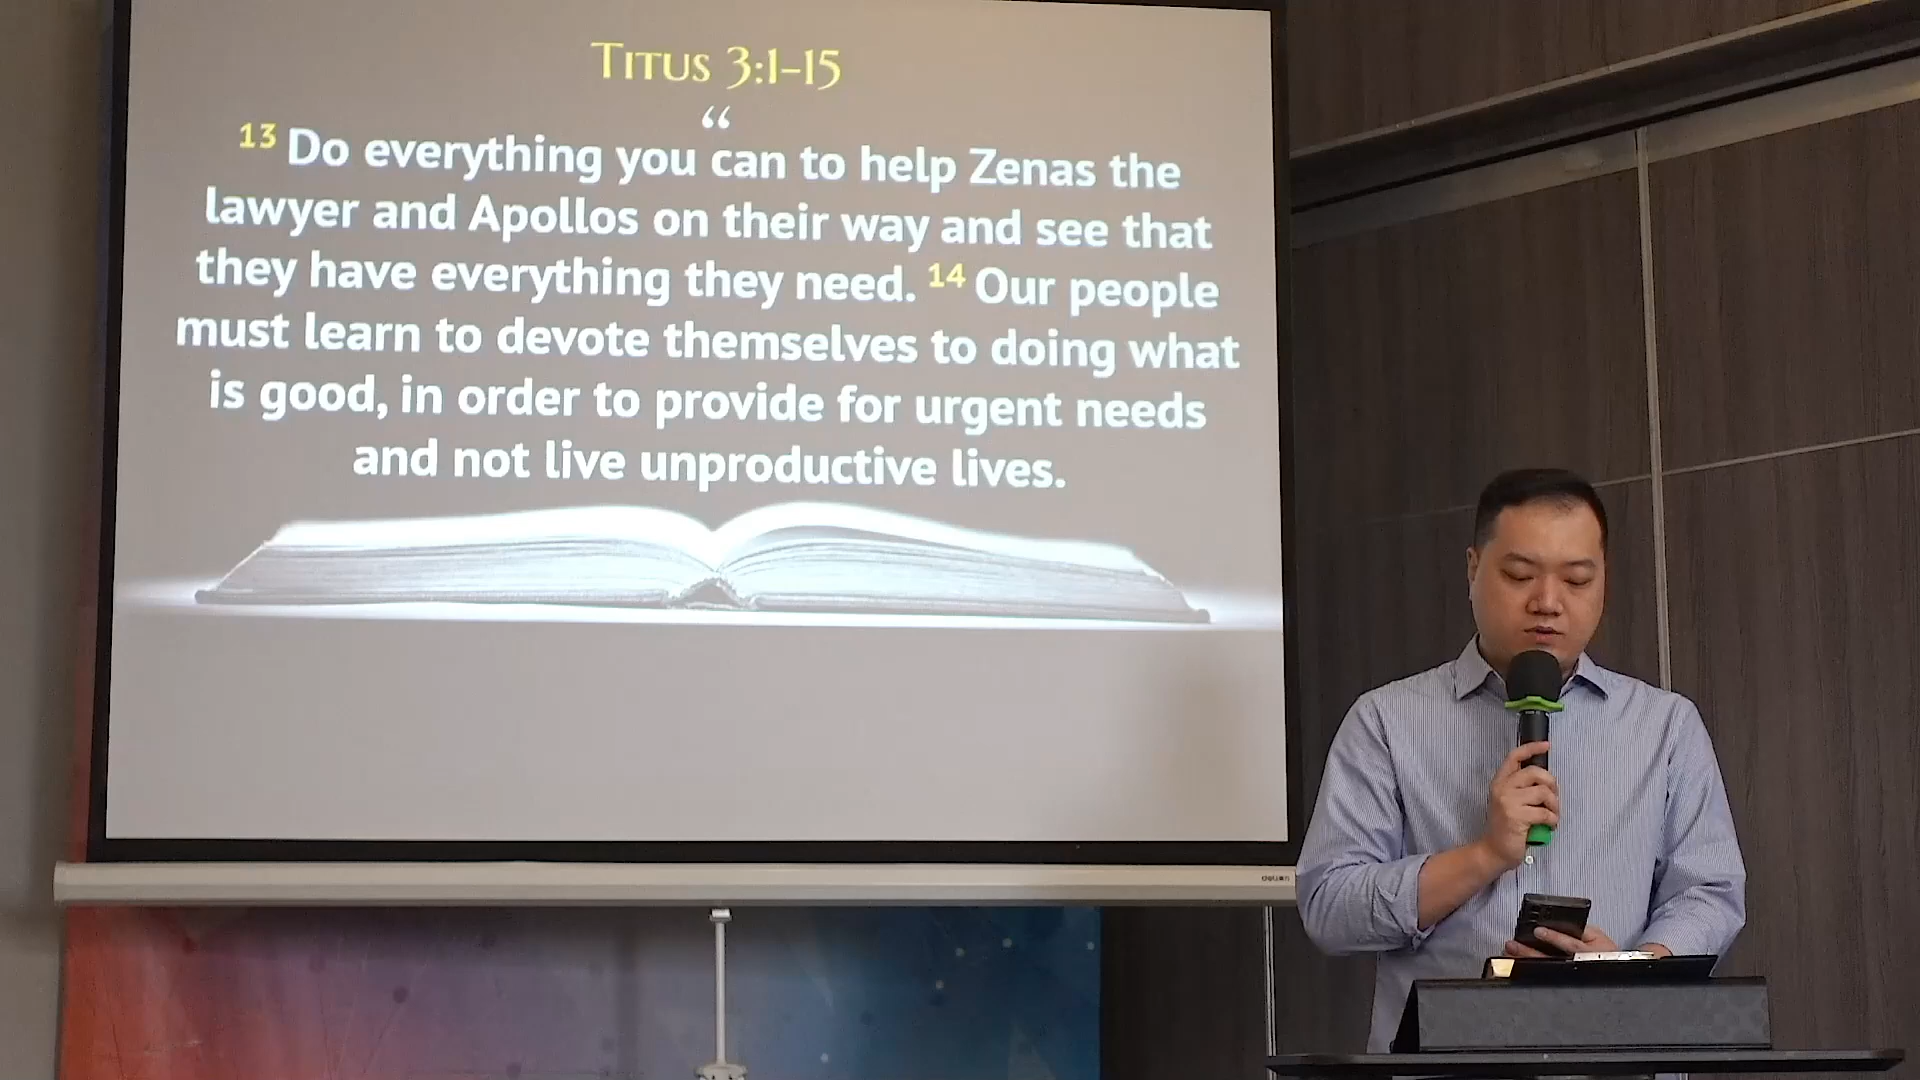 Titus 3:1–15
“
13 Do everything you can to help Zenas the
lawyer and Apollos on their way and see that
they have everything they need. 14 Our people
must learn to devote themselves to doing what
is good, in order to provide for urgent needs
and not live unproductive lives.